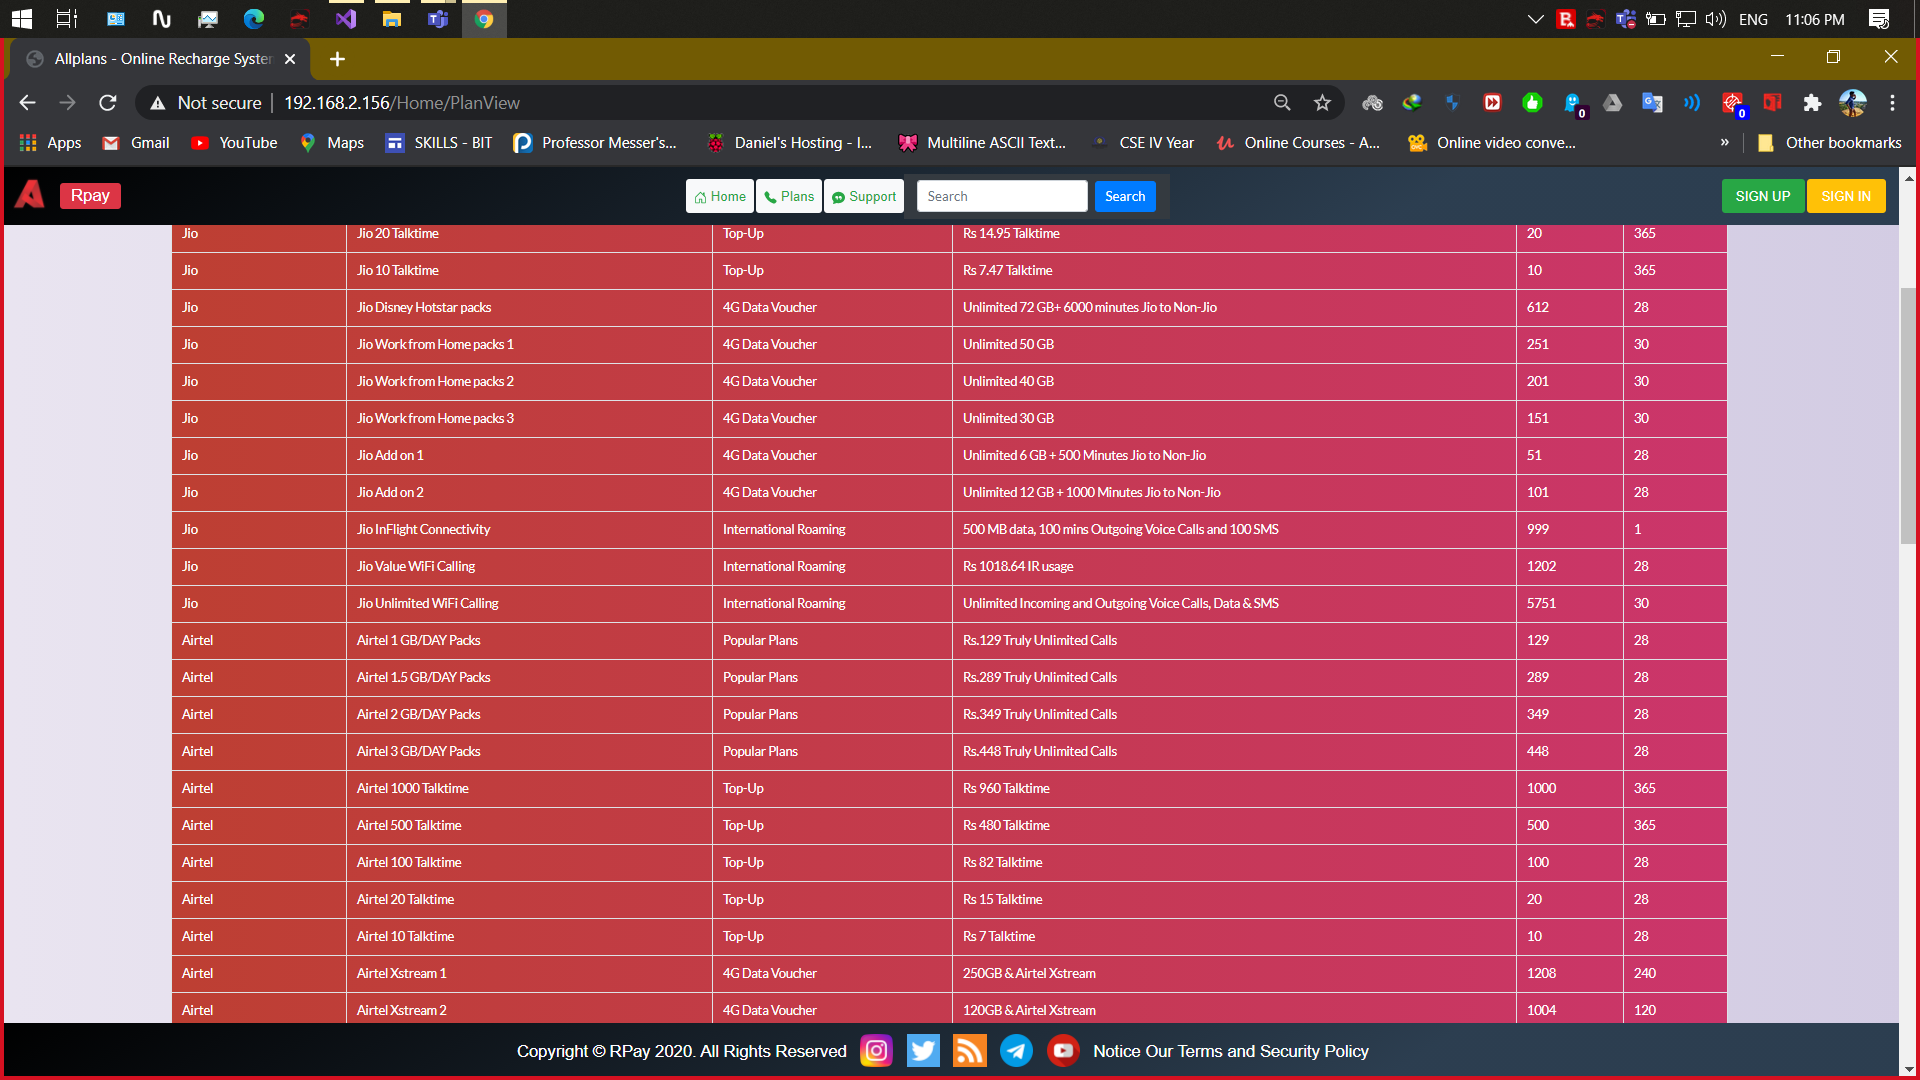 ENG 11:06 PM
Allplans - Online Recharge System
Not secure 192.168.2.156/Home/PlanView
Apps Gmail YouTube Maps SKILLS - BIT Professor Messer's... Daniel's Hosting - I... Multiline ASCII Text... CSE IV Year Online Courses - A... Online video conve... » Other bookmarks
Rpay Home Plans Support Search Search SIGN UP SIGN IN
Jio Jio 20 Talktime Top-Up Rs 14.95 Talktime 20 365
Jio Jio 10 Talktime Top-Up Rs 7.47 Talktime 10 365
Jio Jio Disney Hotstar packs 4G Data Voucher Unlimited 72 GB+ 6000 minutes Jio to Non-Jio 612 28
Jio Jio Work from Home packs 1 4G Data Voucher Unlimited 50 GB 251 30
Jio Jio Work from Home packs 2 4G Data Voucher Unlimited 40 GB 201 30
Jio Jio Work from Home packs 3 4G Data Voucher Unlimited 30 GB 151 30
Jio Jio Add on 1 4G Data Voucher Unlimited 6 GB + 500 Minutes Jio to Non-Jio 51 28
Jio Jio Add on 2 4G Data Voucher Unlimited 12 GB + 1000 Minutes Jio to Non-Jio 101 28
Jio Jio InFlight Connectivity International Roaming 500 MB data, 100 mins Outgoing Voice Calls and 100 SMS 999 1
Jio Jio Value WiFi Calling International Roaming Rs 1018.64 IR usage 1202 28
Jio Jio Unlimited WiFi Calling International Roaming Unlimited Incoming and Outgoing Voice Calls, Data & SMS 5751 30
Airtel Airtel 1 GB/DAY Packs Popular Plans Rs.129 Truly Unlimited Calls 129 28
Airtel Airtel 1.5 GB/DAY Packs Popular Plans Rs.289 Truly Unlimited Calls 289 28
Airtel Airtel 2 GB/DAY Packs Popular Plans Rs.349 Truly Unlimited Calls 349 28
Airtel Airtel 3 GB/DAY Packs Popular Plans Rs.448 Truly Unlimited Calls 448 28
Airtel Airtel 1000 Talktime Top-Up Rs 960 Talktime 1000 365
Airtel Airtel 500 Talktime Top-Up Rs 480 Talktime 500 365
Airtel Airtel 100 Talktime Top-Up Rs 82 Talktime 100 28
Airtel Airtel 20 Talktime Top-Up Rs 15 Talktime 20 28
Airtel Airtel 10 Talktime Top-Up Rs 7 Talktime 10 28
Airtel Airtel Xstream 1 4G Data Voucher 250GB & Airtel Xstream 1208 240
Airtel Airtel Xstream 2 4G Data Voucher 120GB & Airtel Xstream 1004 120
Copyright © RPay 2020. All Rights Reserved Notice Our Terms and Security Policy